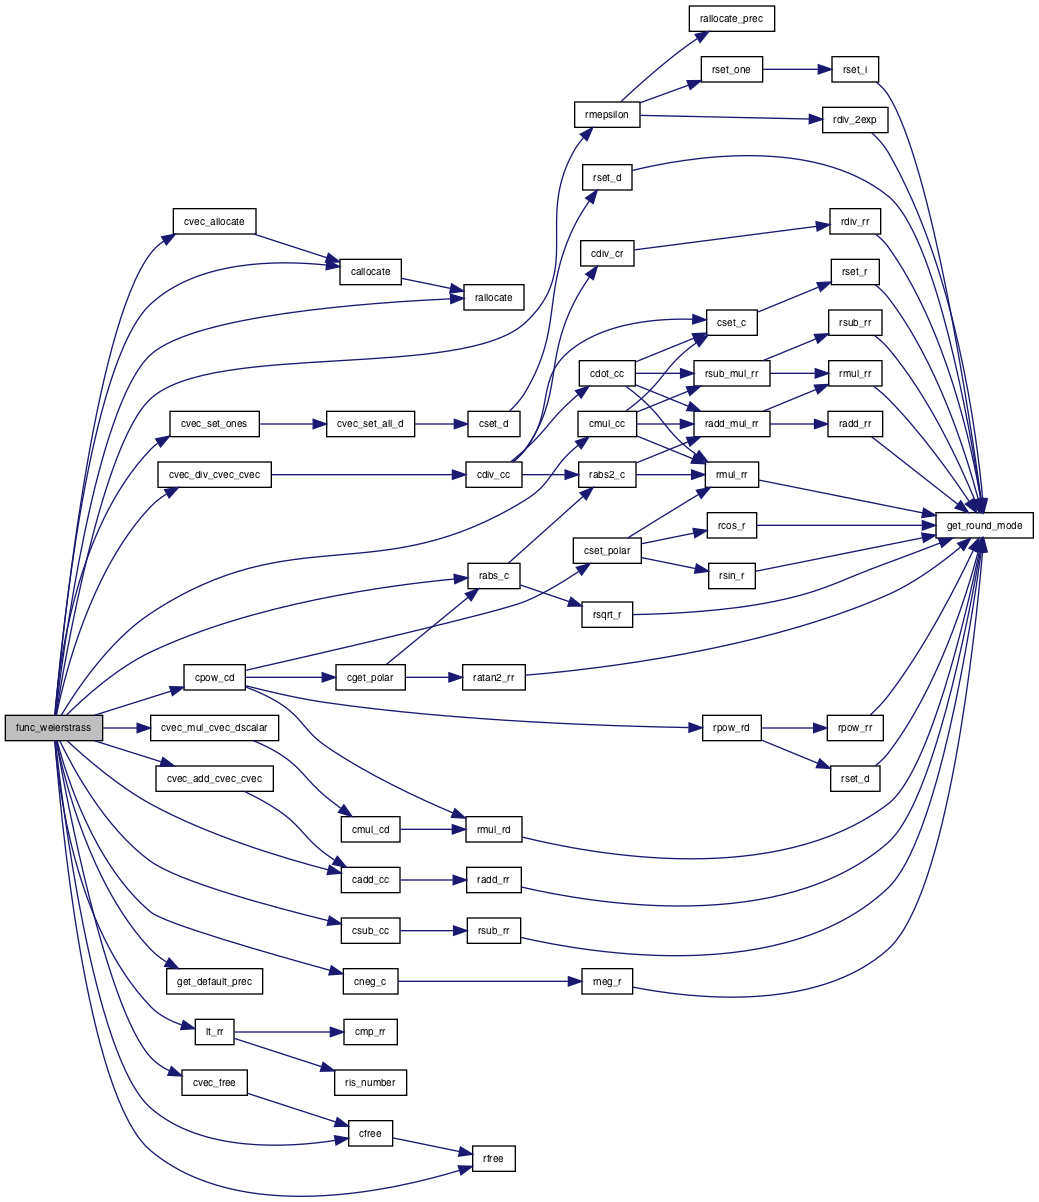 rallocate_prec
rset_one
rset_i
rmepsilon
rdiv_2exp
rset_d
cvec_allocate
rdiv_rr
cdiv_cr
callocate
rset_r
rallocate
cset_c
rsub_rr
cdot_cc
rsub_mul_rr
rmul_rr
cvec_set_ones
cvec_set_all_d
cset_d
cmul_cc
radd_mul_rr
radd_rr
cvec_div_cvec_cvec
cdiv_cc
rabs2_c
rmul_rr
rcos_r
get_round_mode
cset_polar
rabs_c
rsin_r
rsqrt_r
cpow_cd
cget_polar
ratan2_rr
func_weierstrass
cvec_mul_cvec_dscalar
rpow_rd
rpow_rr
cvec_add_cvec_cvec
rset_d
cmul_cd
rmul_rd
cadd_cc
radd_rr
csub_cc
rsub_rr
get_default_prec
cneg_c
rneg_r
lt_rr
cmp_rr
cvec_free
ris_number
cfree
rfree